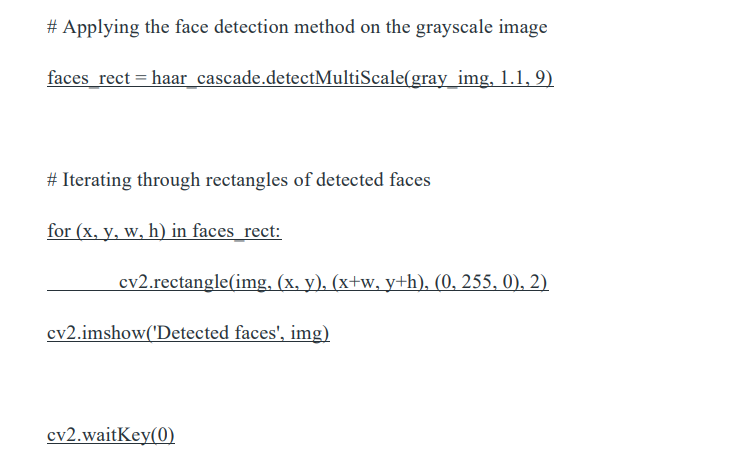 # Applying the face detection method on the grayscale image
faces_rect = haar_cascade.detectMultiScale(gray_img, 1.1, 9)
# Iterating through rectangles of detected faces
for (x, y, w, h) in faces_rect:
cv2.rectangle(img, (x, y), (x+w, y+h), (0, 255, 0), 2)
cv2.imshow('Detected faces', img)
cv2.waitKey(0)